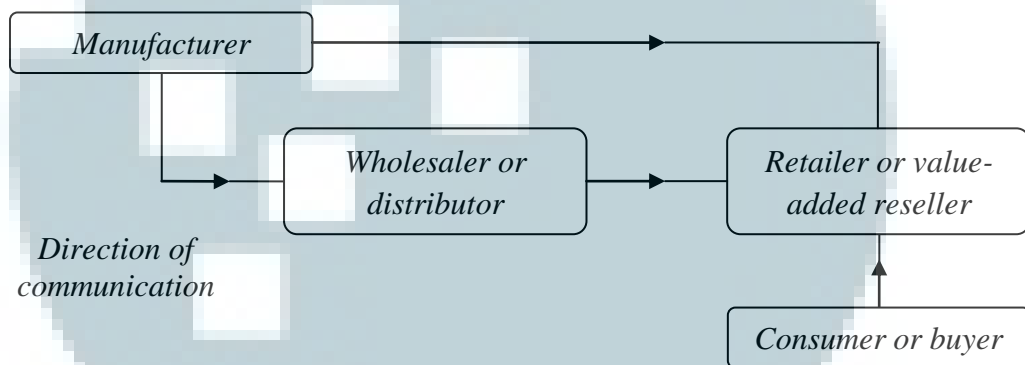 Manufacturer
Wholesaler or
distributor
Retailer or value-
added reseller
Direction of
communication
Consumer or buyer